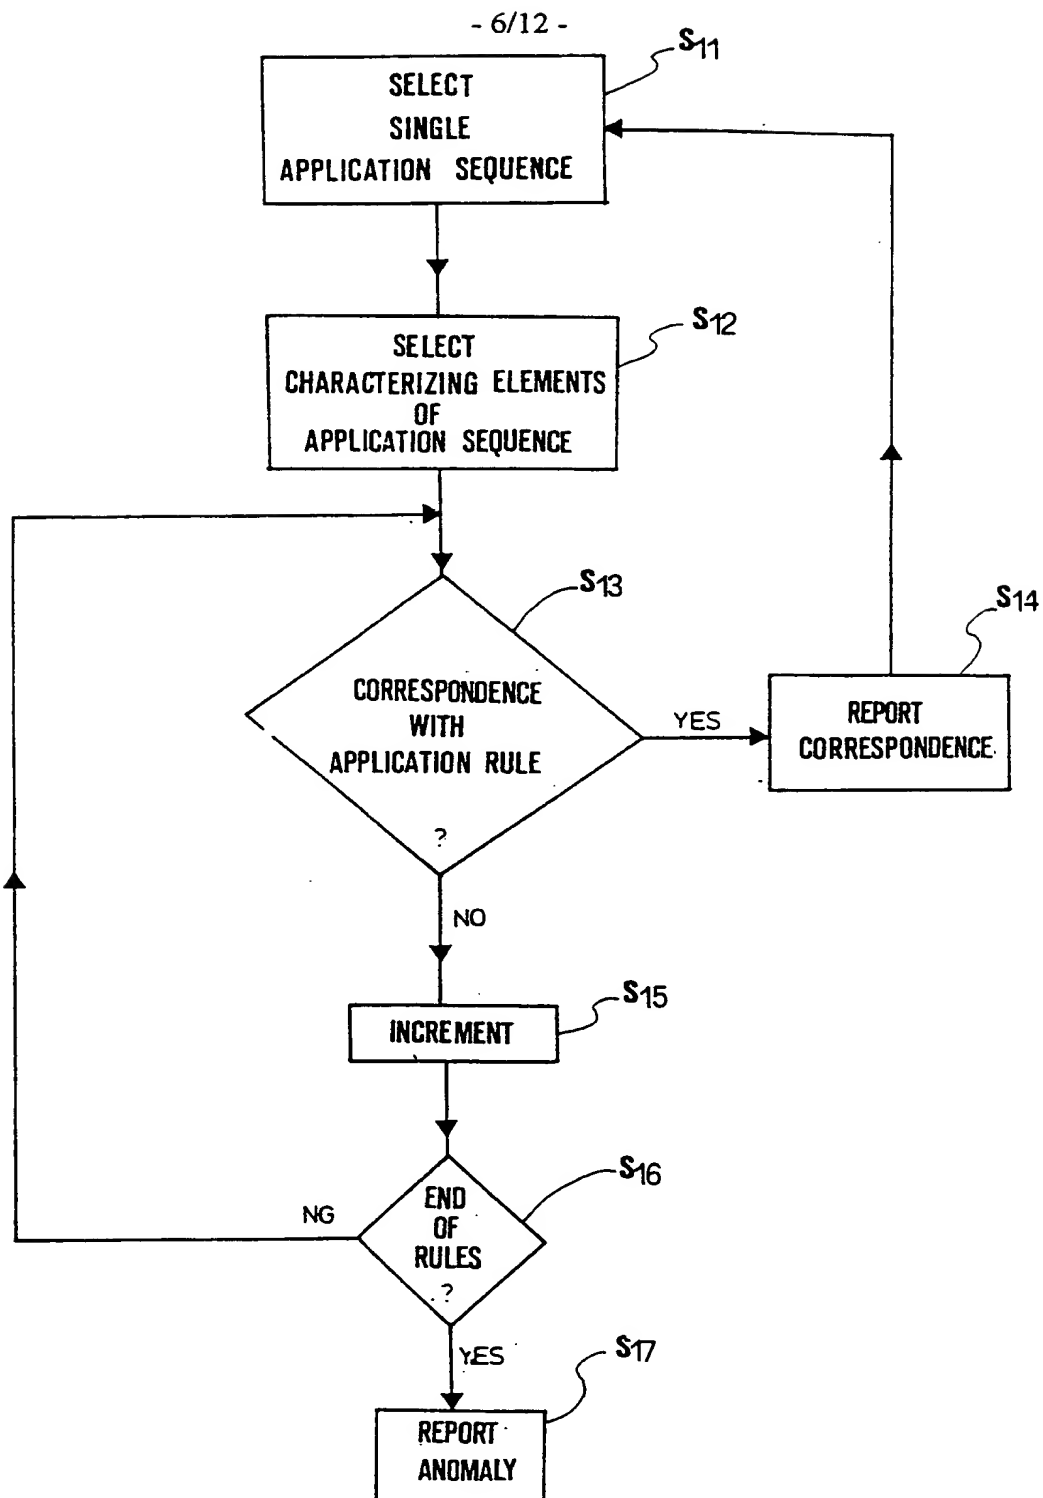 - 6/12 -
S11
SELECT
SINGLE
APPLICATION SEQUENCE
S12
SELECT
CHARACTERIZING ELEMENTS
OF
APPLICATION SEQUENCE
S13
CORRESPONDENCE
WITH
APPLICATION RULE
?
YES
S14
REPORT
CORRESPONDENCE
NO
S15
INCREMENT
S16
END
OF
RULES
?
NG
YES
S17
REPORT
ANOMALY